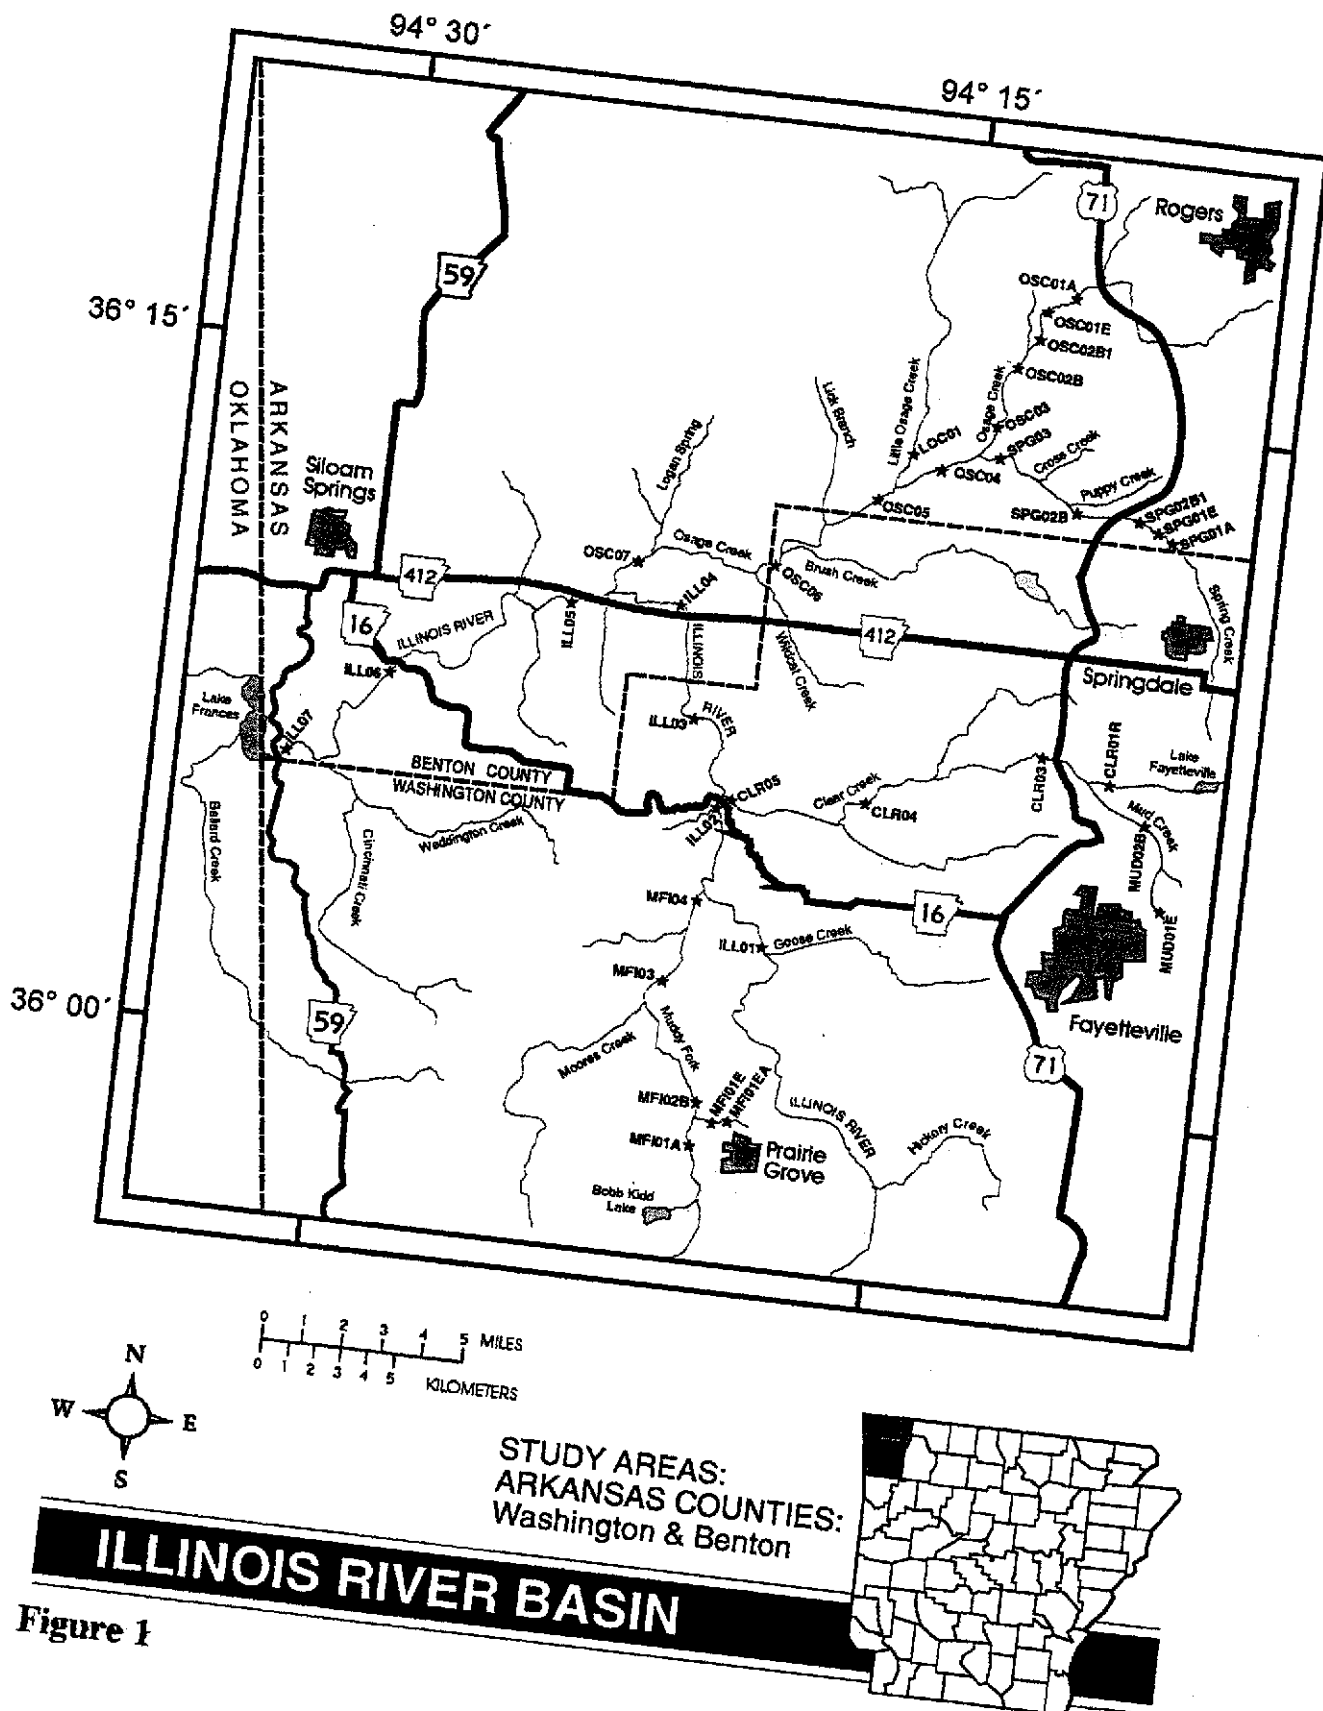 94° 30′
94° 15′
71
Rogers
59
OSC01A
36° 15′
OSC01E
OSC02B1
OSC02B
ARKANSAS
OKLAHOMA
Little Osage Creek
Osage Creek
Lick Branch
OSC03
Logan Spring
LOC01
SPG03
Cross Creek
Siloam
Springs
OSC04
Puppy Creek
OSC05
SPG02B
SPG02B1
SPG01E
SPG01A
OSC07
Osage Creek
OSC06
Brush Creek
412
ILL04
Spring Creek
16
ILLINOIS RIVER
ILL05
ILLINOIS
412
Wildcat Creek
ILL06
Springdale
Lake
Frances
ILL07
ILL03
RIVER
CLR03
CLR01R
Lake
Fayetteville
BENTON COUNTY
WASHINGTON COUNTY
CLR05
Clear Creek
CLR04
Ballard Creek
Cincinnati Creek
Weddington Creek
ILL02
Mud Creek
MUD02B
MFI04
16
ILL01
Goose Creek
MUD01E
MFI03
36° 00′
59
Muddy Fork
Fayetteville
Moores Creek
71
MFI02B
MFI01E
MFI01EA
ILLINOIS RIVER
Hickory Creek
MFI01A
Prairie
Grove
Bobb Kidd
Lake
0 1 2 3 4 5 MILES
0 1 2 3 4 5 KILOMETERS
N
W E
S
STUDY AREAS:
ARKANSAS COUNTIES:
Washington & Benton
ILLINOIS RIVER BASIN
Figure 1